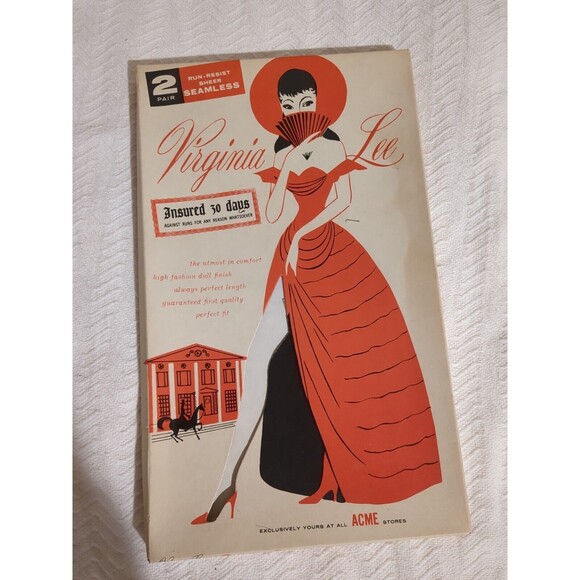 2
PAIR
RUN-RESIST
SHEER
SEAMLESS
Virginia Lee
Insured 30 days
AGAINST RUNS FOR ANY REASON WHATSOEVER
the utmost in comfort
high fashion dull finish
always perfect length
guaranteed first quality
perfect fit
EXCLUSIVELY YOURS AT ALL ACME STORES